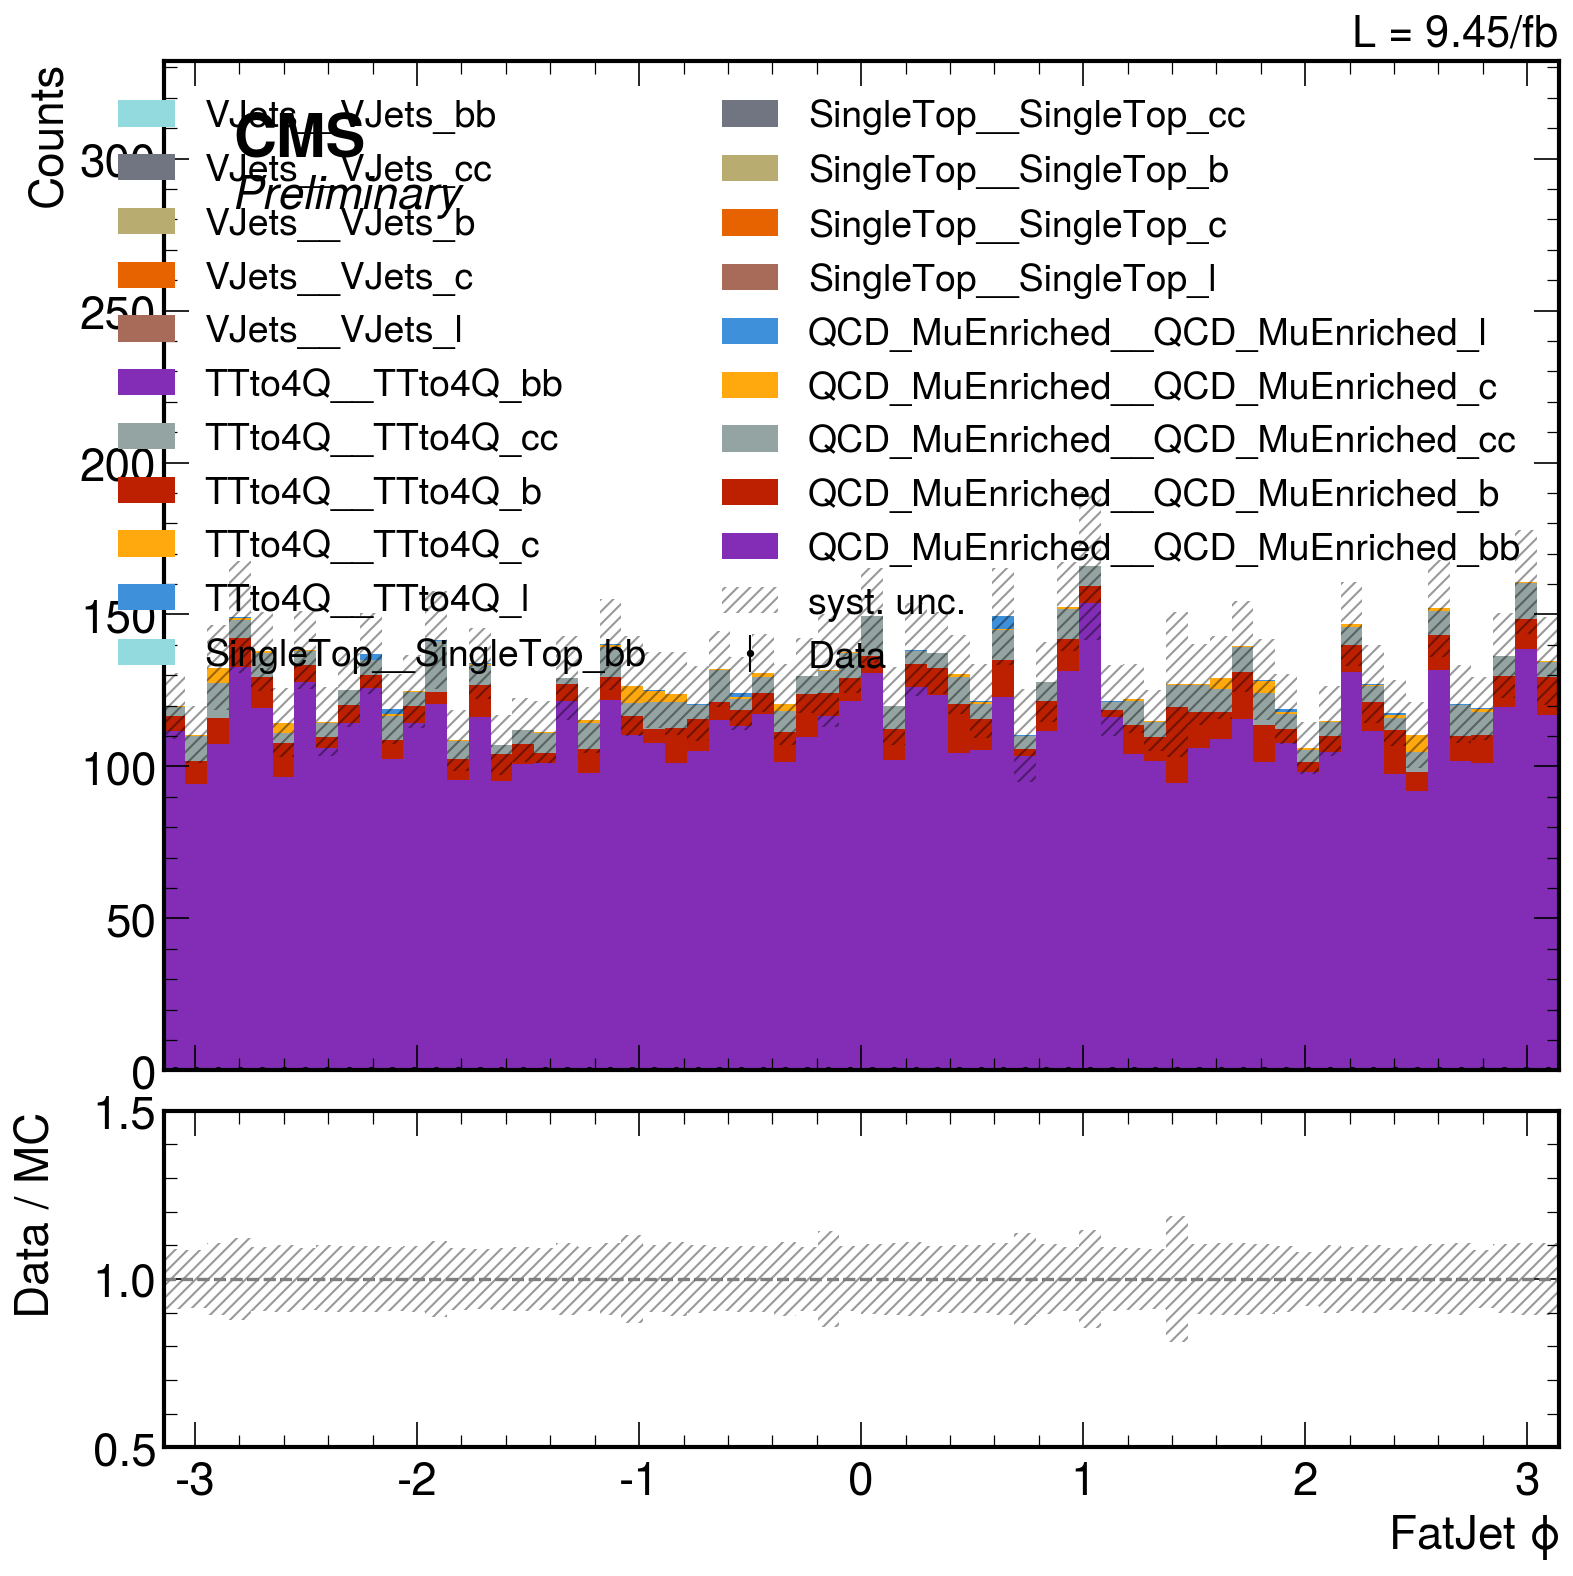 L = 9.45/fb
Counts
CMS
Preliminary
VJets__VJets_bb
VJets__VJets_cc
VJets__VJets_b
VJets__VJets_c
VJets__VJets_l
TTto4Q__TTto4Q_bb
TTto4Q__TTto4Q_cc
TTto4Q__TTto4Q_b
TTto4Q__TTto4Q_c
TTto4Q__TTto4Q_l
SingleTop__SingleTop_bb
SingleTop__SingleTop_cc
SingleTop__SingleTop_b
SingleTop__SingleTop_c
SingleTop__SingleTop_l
QCD_MuEnriched__QCD_MuEnriched_l
QCD_MuEnriched__QCD_MuEnriched_c
QCD_MuEnriched__QCD_MuEnriched_cc
QCD_MuEnriched__QCD_MuEnriched_b
QCD_MuEnriched__QCD_MuEnriched_bb
syst. unc.
Data
300
250
200
150
100
50
0
Data / MC
1.5
1.0
0.5
-3 -2 -1 0 1 2 3
FatJet ϕ